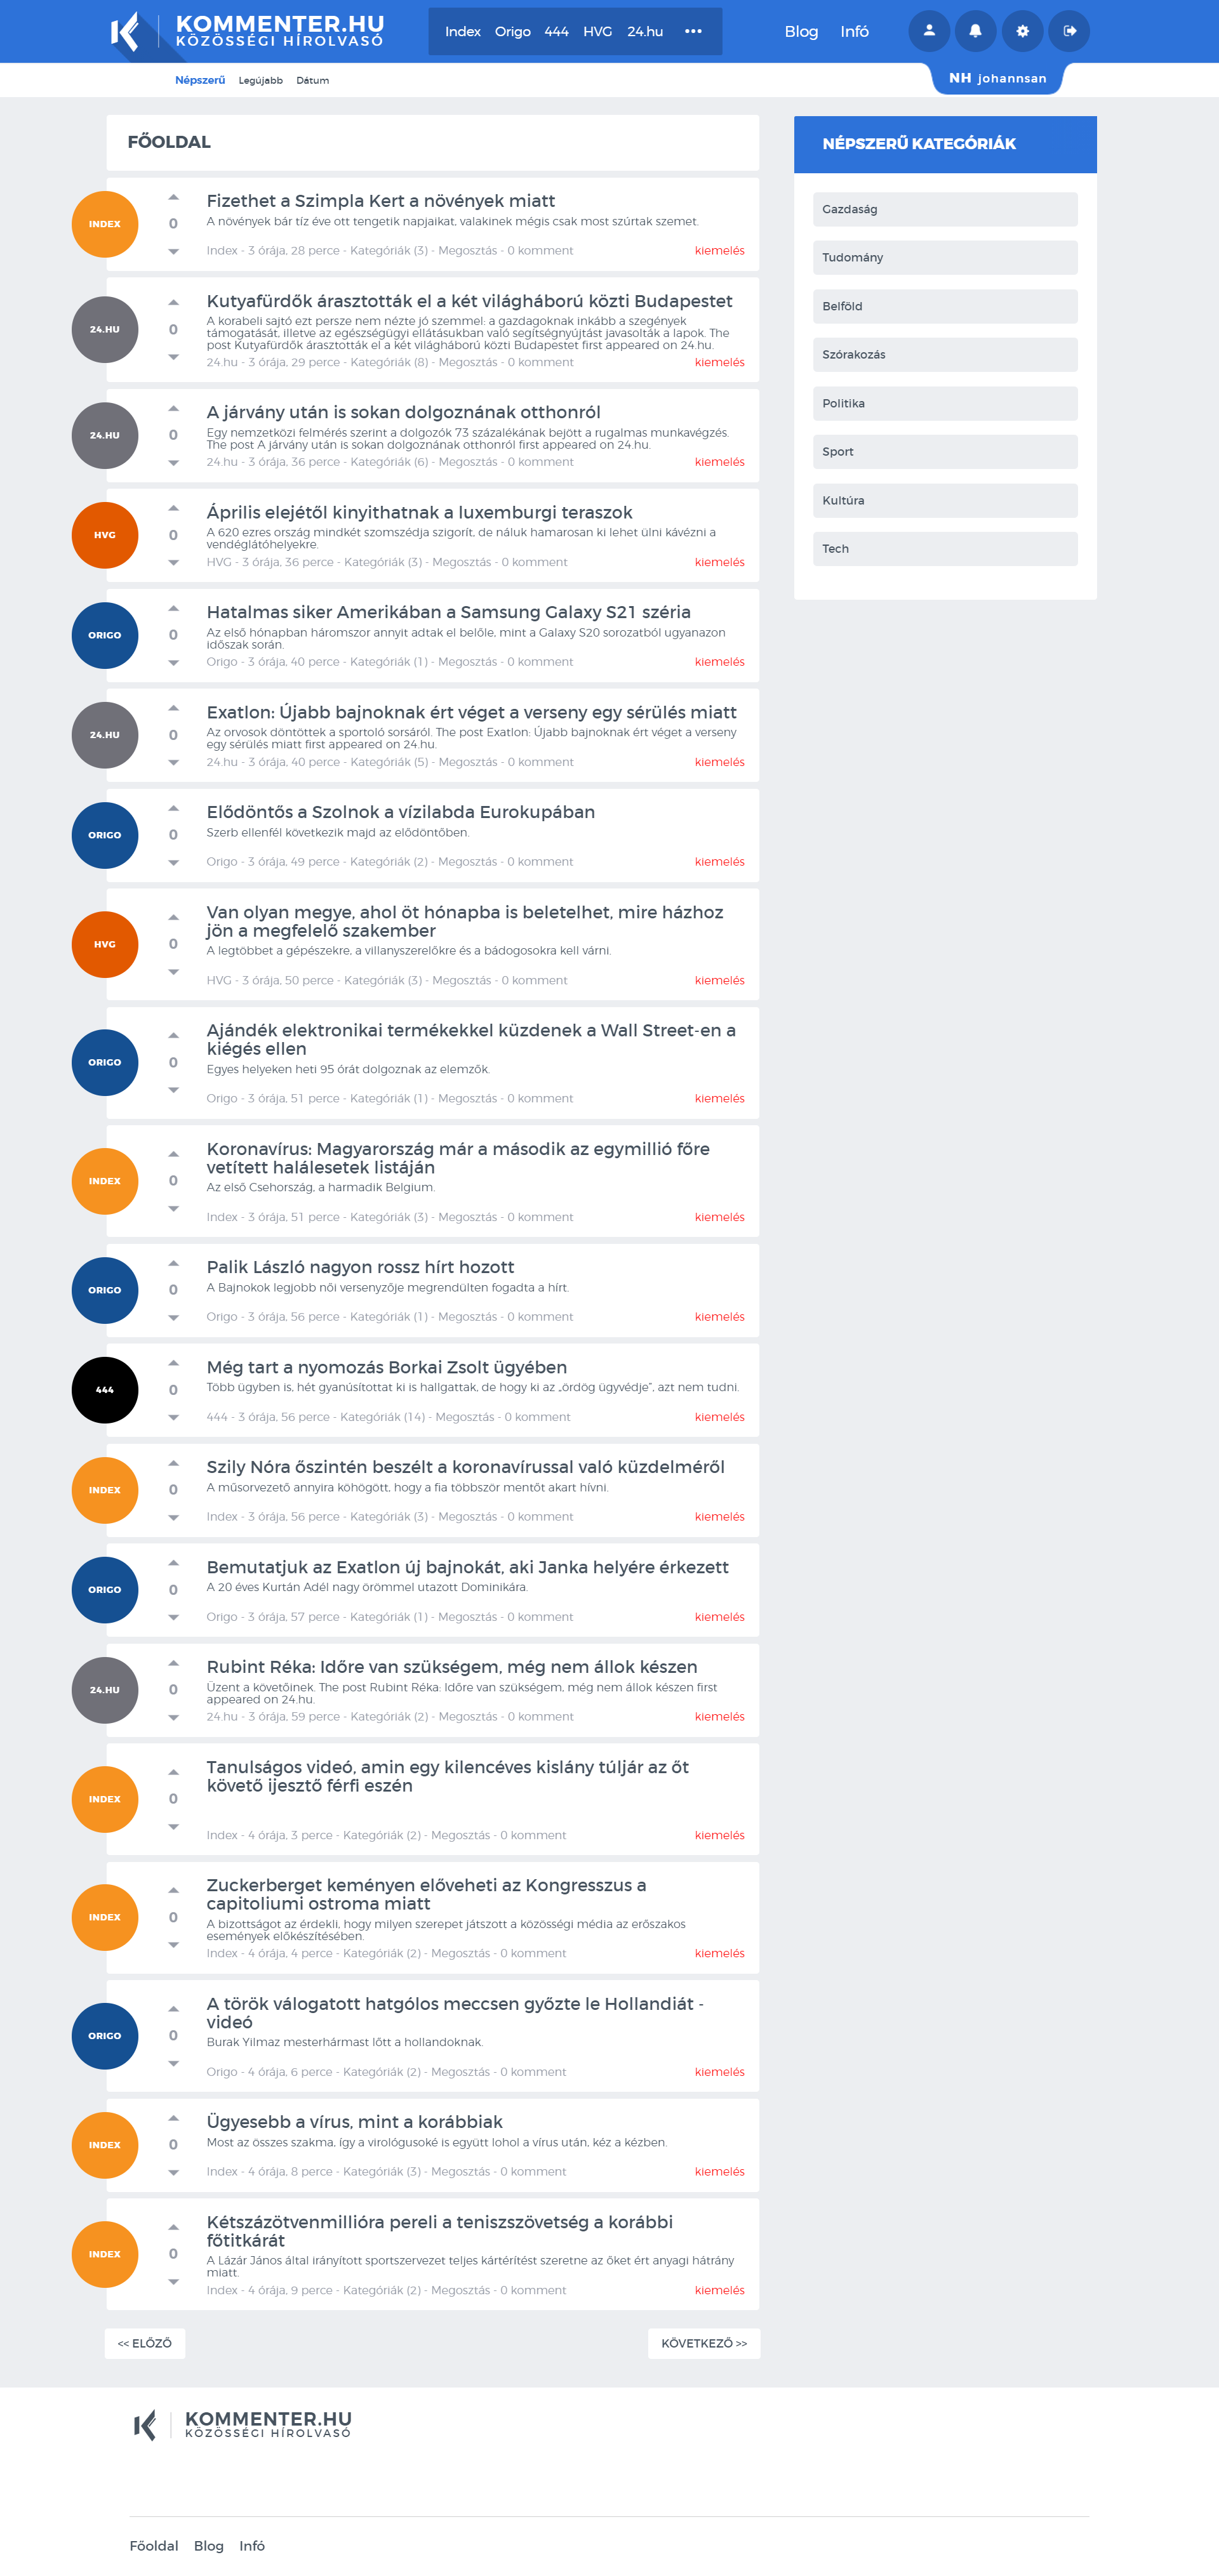 KOMMENTER.HU
KÖZÖSSÉGI HÍROLVASÓ
Index Origo 444 HVG 24.hu •••
Blog Infó
Népszerű Legújabb Dátum
NH johannsan
FŐOLDAL
INDEX
0
Fizethet a Szimpla Kert a növények miatt
A növények bár tíz éve ott tengetik napjaikat, valakinek mégis csak most szúrtak szemet.
Index - 3 órája, 28 perce - Kategóriák (3) - Megosztás - 0 komment kiemelés
24.HU
0
Kutyafürdők árasztották el a két világháború közti Budapestet
A korabeli sajtó ezt persze nem nézte jó szemmel: a gazdagoknak inkább a szegények
támogatását, illetve az egészségügyi ellátásukban való segítségnyújtást javasolták a lapok. The
post Kutyafürdők árasztották el a két világháború közti Budapestet first appeared on 24.hu.
24.hu - 3 órája, 29 perce - Kategóriák (8) - Megosztás - 0 komment kiemelés
24.HU
0
A járvány után is sokan dolgoznának otthonról
Egy nemzetközi felmérés szerint a dolgozók 73 százalékának bejött a rugalmas munkavégzés.
The post A járvány után is sokan dolgoznának otthonról first appeared on 24.hu.
24.hu - 3 órája, 36 perce - Kategóriák (6) - Megosztás - 0 komment kiemelés
HVG
0
Április elejétől kinyithatnak a luxemburgi teraszok
A 620 ezres ország mindkét szomszédja szigorít, de náluk hamarosan ki lehet ülni kávézni a
vendéglátóhelyekre.
HVG - 3 órája, 36 perce - Kategóriák (3) - Megosztás - 0 komment kiemelés
ORIGO
0
Hatalmas siker Amerikában a Samsung Galaxy S21 széria
Az első hónapban háromszor annyit adtak el belőle, mint a Galaxy S20 sorozatból ugyanazon
időszak során.
Origo - 3 órája, 40 perce - Kategóriák (1) - Megosztás - 0 komment kiemelés
24.HU
0
Exatlon: Újabb bajnoknak ért véget a verseny egy sérülés miatt
Az orvosok döntöttek a sportoló sorsáról. The post Exatlon: Újabb bajnoknak ért véget a verseny
egy sérülés miatt first appeared on 24.hu.
24.hu - 3 órája, 40 perce - Kategóriák (5) - Megosztás - 0 komment kiemelés
ORIGO
0
Elődöntős a Szolnok a vízilabda Eurokupában
Szerb ellenfél következik majd az elődöntőben.
Origo - 3 órája, 49 perce - Kategóriák (2) - Megosztás - 0 komment kiemelés
HVG
0
Van olyan megye, ahol öt hónapba is beletelhet, mire házhoz
jön a megfelelő szakember
A legtöbbet a gépészekre, a villanyszerelőkre és a bádogosokra kell várni.
HVG - 3 órája, 50 perce - Kategóriák (3) - Megosztás - 0 komment kiemelés
ORIGO
0
Ajándék elektronikai termékekkel küzdenek a Wall Street-en a
kiégés ellen
Egyes helyeken heti 95 órát dolgoznak az elemzők.
Origo - 3 órája, 51 perce - Kategóriák (1) - Megosztás - 0 komment kiemelés
INDEX
0
Koronavírus: Magyarország már a második az egymillió főre
vetített halálesetek listáján
Az első Csehország, a harmadik Belgium.
Index - 3 órája, 51 perce - Kategóriák (3) - Megosztás - 0 komment kiemelés
ORIGO
0
Palik László nagyon rossz hírt hozott
A Bajnokok legjobb női versenyzője megrendülten fogadta a hírt.
Origo - 3 órája, 56 perce - Kategóriák (1) - Megosztás - 0 komment kiemelés
444
0
Még tart a nyomozás Borkai Zsolt ügyében
Több ügyben is, hét gyanúsítottat ki is hallgattak, de hogy ki az „ördög ügyvédje”, azt nem tudni.
444 - 3 órája, 56 perce - Kategóriák (14) - Megosztás - 0 komment kiemelés
INDEX
0
Szily Nóra őszintén beszélt a koronavírussal való küzdelméről
A műsorvezető annyira köhögött, hogy a fia többször mentőt akart hívni.
Index - 3 órája, 56 perce - Kategóriák (3) - Megosztás - 0 komment kiemelés
ORIGO
0
Bemutatjuk az Exatlon új bajnokát, aki Janka helyére érkezett
A 20 éves Kurtán Adél nagy örömmel utazott Dominikára.
Origo - 3 órája, 57 perce - Kategóriák (1) - Megosztás - 0 komment kiemelés
24.HU
0
Rubint Réka: Időre van szükségem, még nem állok készen
Üzent a követőinek. The post Rubint Réka: Időre van szükségem, még nem állok készen first
appeared on 24.hu.
24.hu - 3 órája, 59 perce - Kategóriák (2) - Megosztás - 0 komment kiemelés
INDEX
0
Tanulságos videó, amin egy kilencéves kislány túljár az őt
követő ijesztő férfi eszén
Index - 4 órája, 3 perce - Kategóriák (2) - Megosztás - 0 komment kiemelés
INDEX
0
Zuckerberget keményen előveheti az Kongresszus a
capitoliumi ostroma miatt
A bizottságot az érdekli, hogy milyen szerepet játszott a közösségi média az erőszakos
események előkészítésében.
Index - 4 órája, 4 perce - Kategóriák (2) - Megosztás - 0 komment kiemelés
ORIGO
0
A török válogatott hatgólos meccsen győzte le Hollandiát -
videó
Burak Yilmaz mesterhármast lőtt a hollandoknak.
Origo - 4 órája, 6 perce - Kategóriák (2) - Megosztás - 0 komment kiemelés
INDEX
0
Ügyesebb a vírus, mint a korábbiak
Most az összes szakma, így a virológusoké is együtt lohol a vírus után, kéz a kézben.
Index - 4 órája, 8 perce - Kategóriák (3) - Megosztás - 0 komment kiemelés
INDEX
0
Kétszázötvenmillióra pereli a teniszszövetség a korábbi
főtitkárát
A Lázár János által irányított sportszervezet teljes kártérítést szeretne az őket ért anyagi hátrány
miatt.
Index - 4 órája, 9 perce - Kategóriák (2) - Megosztás - 0 komment kiemelés
<< ELŐZŐ KÖVETKEZŐ >>
NÉPSZERŰ KATEGÓRIÁK
Gazdaság
Tudomány
Belföld
Szórakozás
Politika
Sport
Kultúra
Tech
KOMMENTER.HU
KÖZÖSSÉGI HÍROLVASÓ
Főoldal Blog Infó